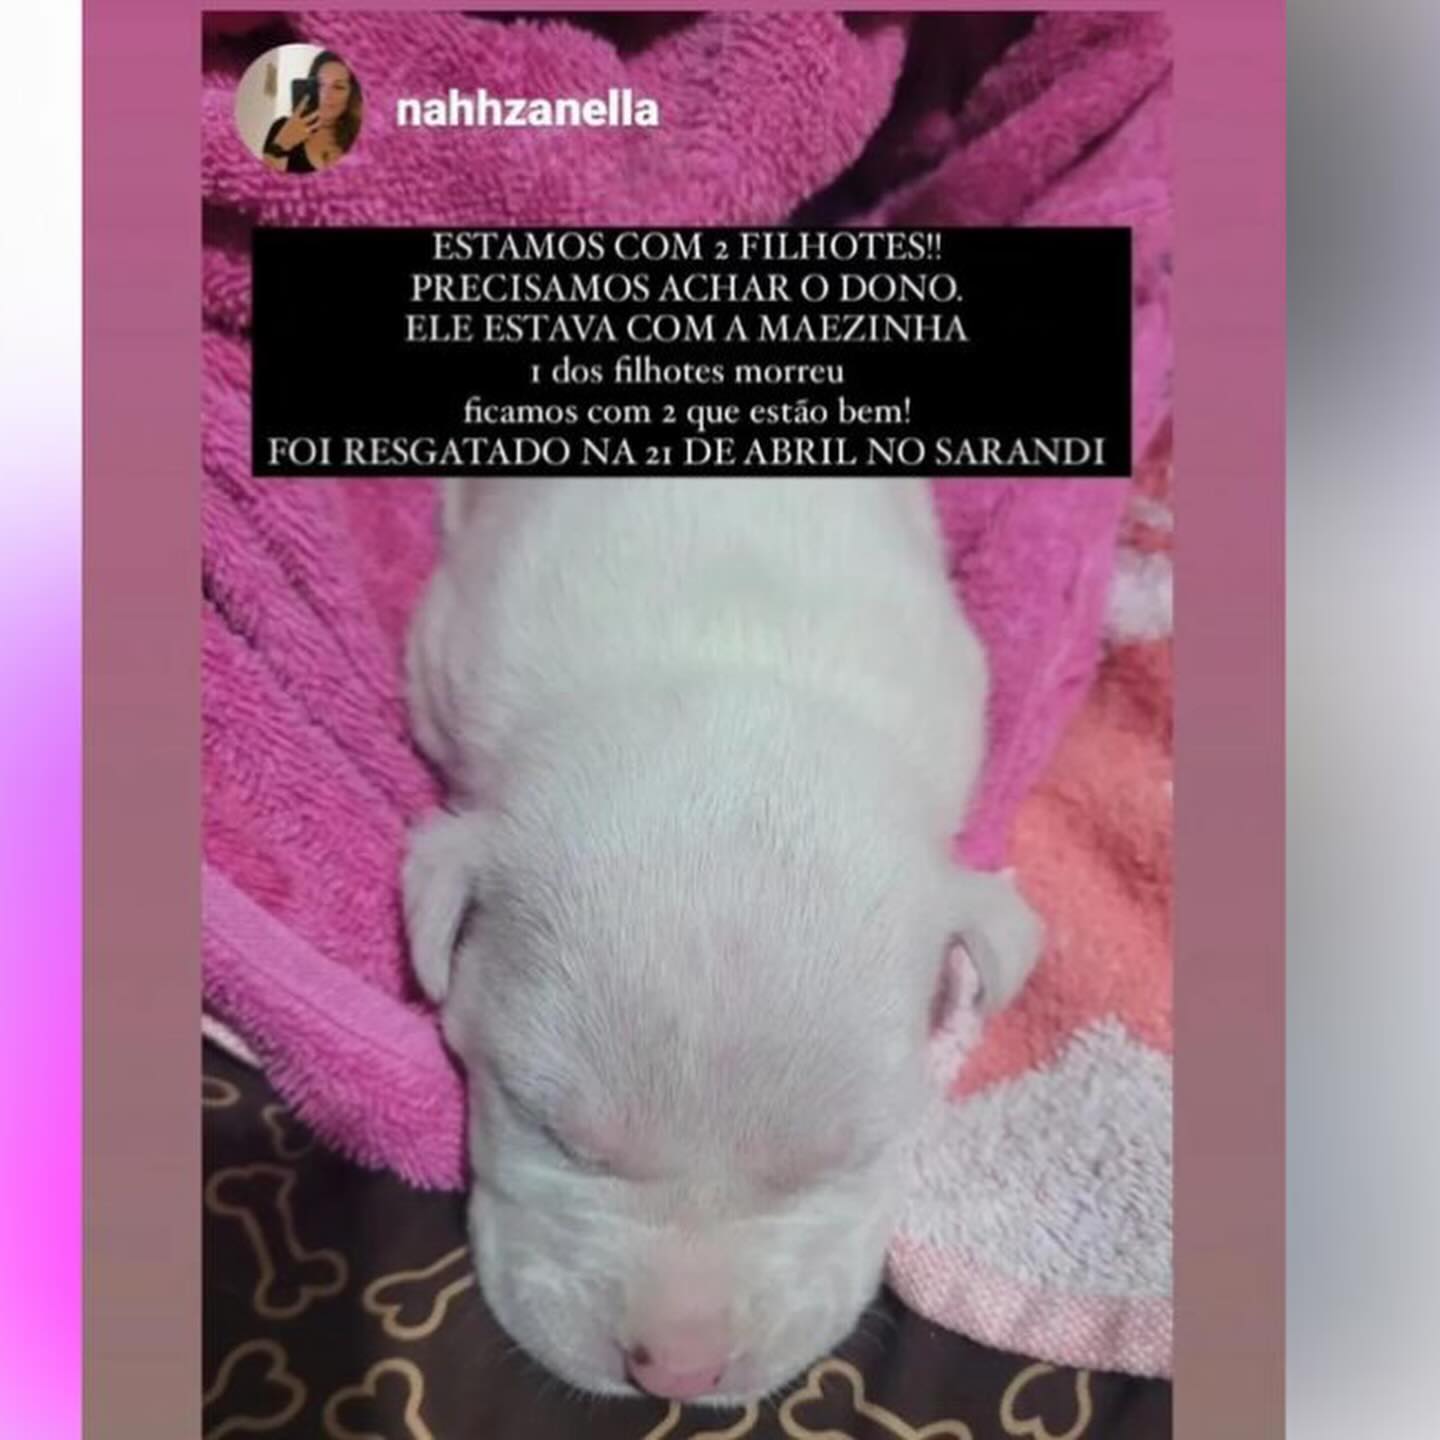 nahhzanella
ESTAMOS COM 2 FILHOTES!!
PRECISAMOS ACHAR O DONO.
ELE ESTAVA COM A MAEZINHA
1 dos filhotes morreu
ficamos com 2 que estão bem!
FOI RESGATADO NA 21 DE ABRIL NO SARANDI